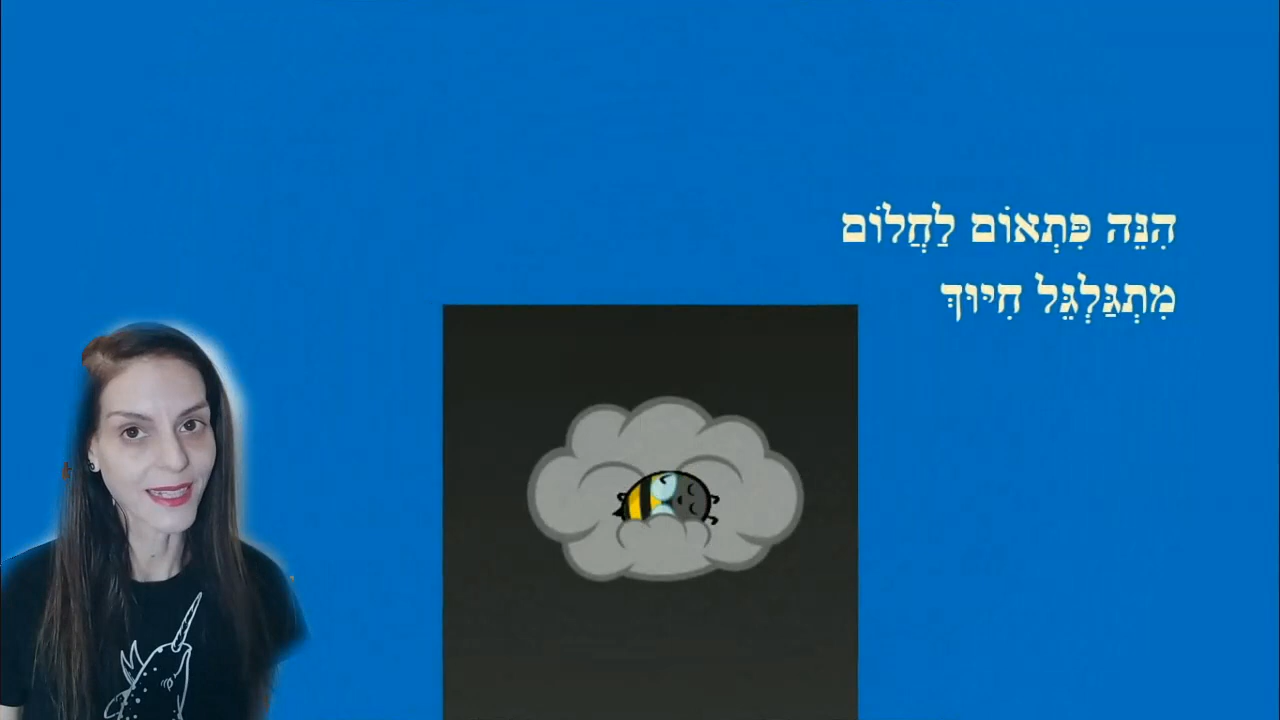 הִנֵּה כִּתְאוֹם לַחֲלוֹם
מִתְגַּלְגֵּל חִיּוּךְ